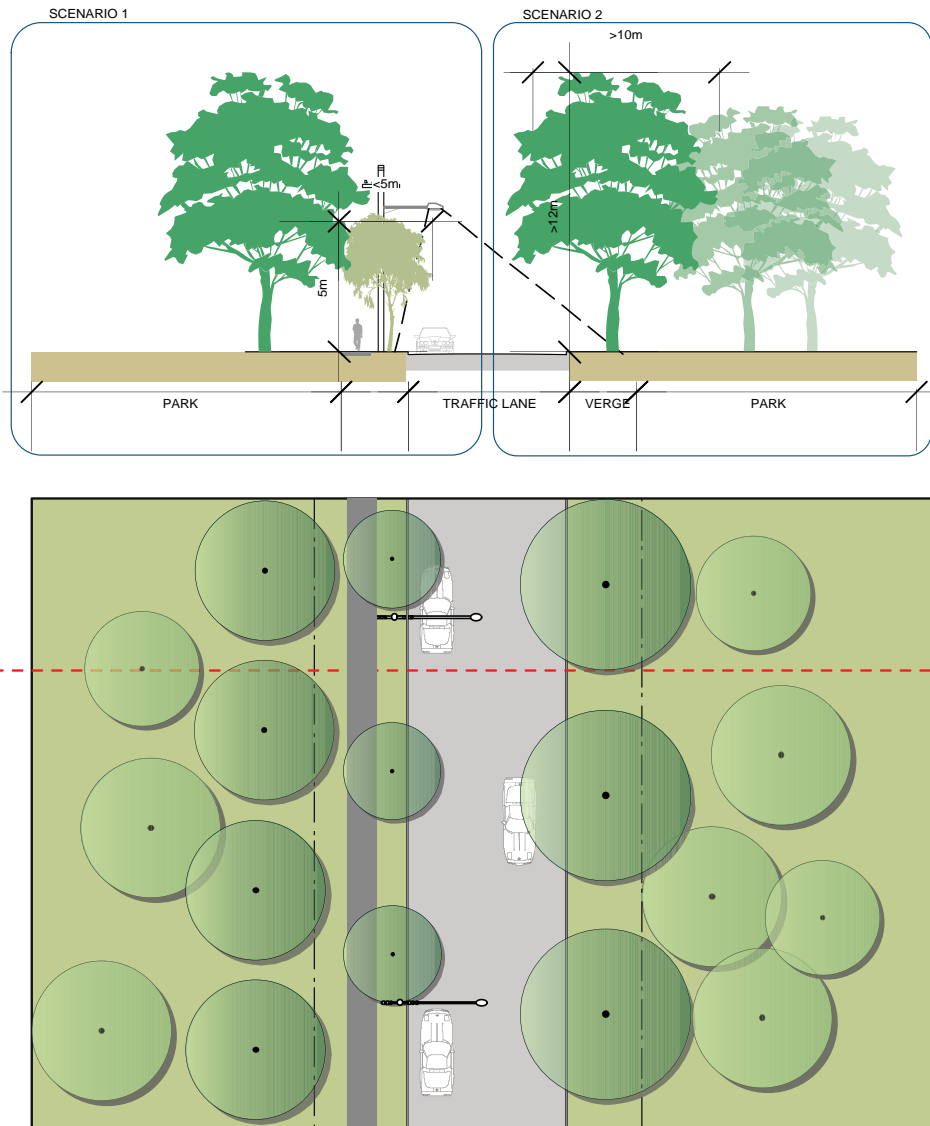 SCENARIO 1
SCENARIO 2
>10m
<5m
>12m
5m
PARK
TRAFFIC LANE
VERGE
PARK